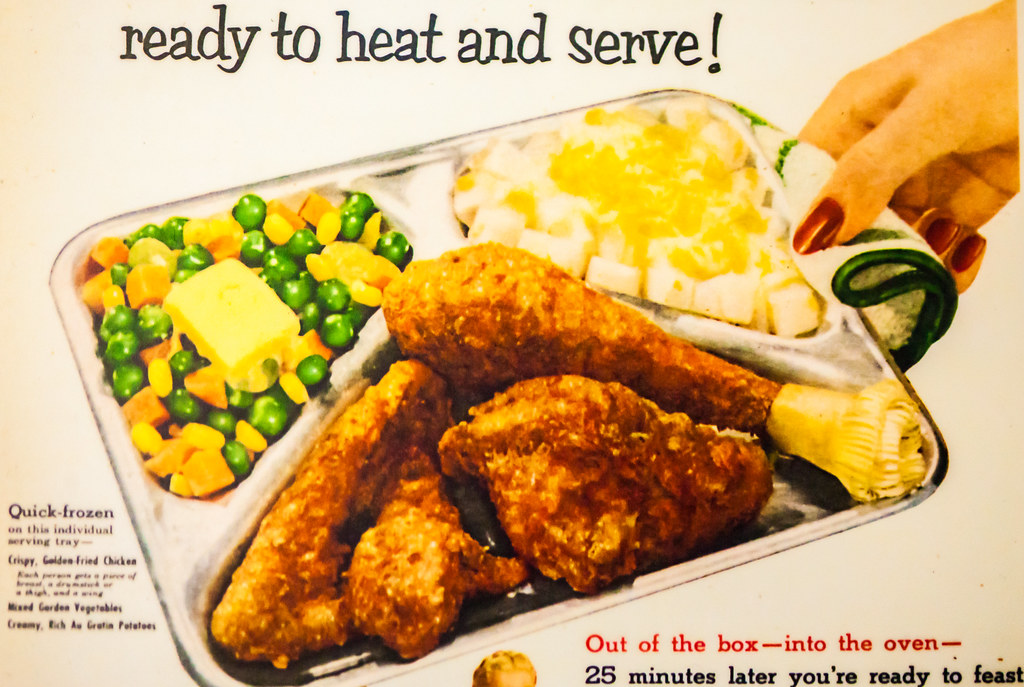 ready to heat and serve!
Quick-frozen
on this individual
serving tray—
Crispy, Golden-Fried Chicken
Each person gets a piece of
breast, a drumstick or
a thigh, and a wing
Mixed Garden Vegetables
Creamy, Rich Au Gratin Potatoes
Out of the box—into the oven—
25 minutes later you're ready to feast